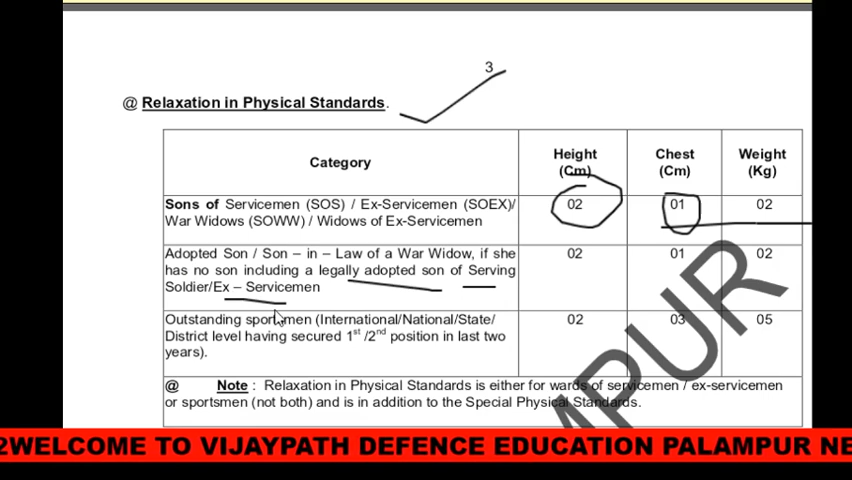 3
@ Relaxation in Physical Standards.
Category
Height
(Cm)
Chest
(Cm)
Weight
(Kg)
Sons of Servicemen (SOS) / Ex-Servicemen (SOEX)/
War Widows (SOWW) / Widows of Ex-Servicemen
02
01
02
Adopted Son / Son – in – Law of a War Widow, if she
has no son including a legally adopted son of Serving
Soldier/Ex – Servicemen
02
01
02
Outstanding sportsmen (International/National/State/
District level having secured 1st /2nd position in last two
years).
02
03
05
@ Note : Relaxation in Physical Standards is either for wards of servicemen / ex-servicemen
or sportsmen (not both) and is in addition to the Special Physical Standards.
MPUR
2WELCOME TO VIJAYPATH DEFENCE EDUCATION PALAMPUR NE